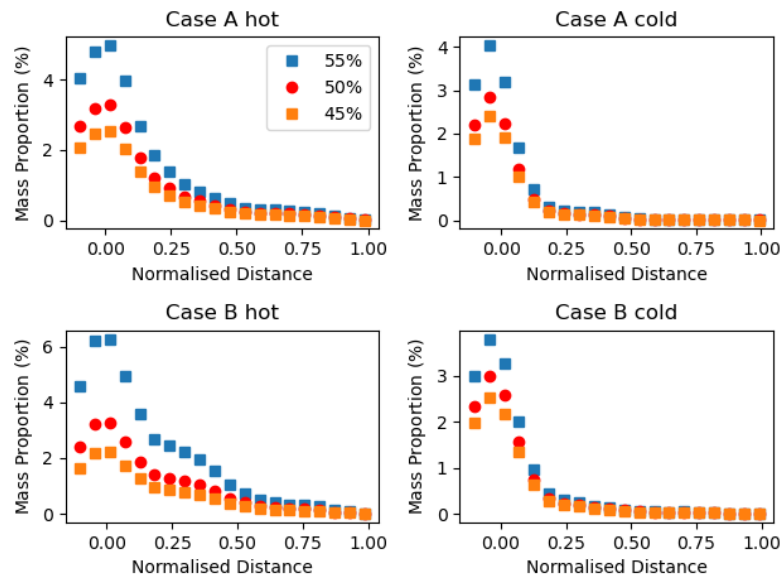 Case A hot
Mass Proportion (%)
4
2
0
55%
50%
45%
0.00 0.25 0.50 0.75 1.00
Normalised Distance
Case A cold
Mass Proportion (%)
4
3
2
1
0
0.00 0.25 0.50 0.75 1.00
Normalised Distance
Case B hot
Mass Proportion (%)
6
4
2
0
0.00 0.25 0.50 0.75 1.00
Normalised Distance
Case B cold
Mass Proportion (%)
3
2
1
0
0.00 0.25 0.50 0.75 1.00
Normalised Distance